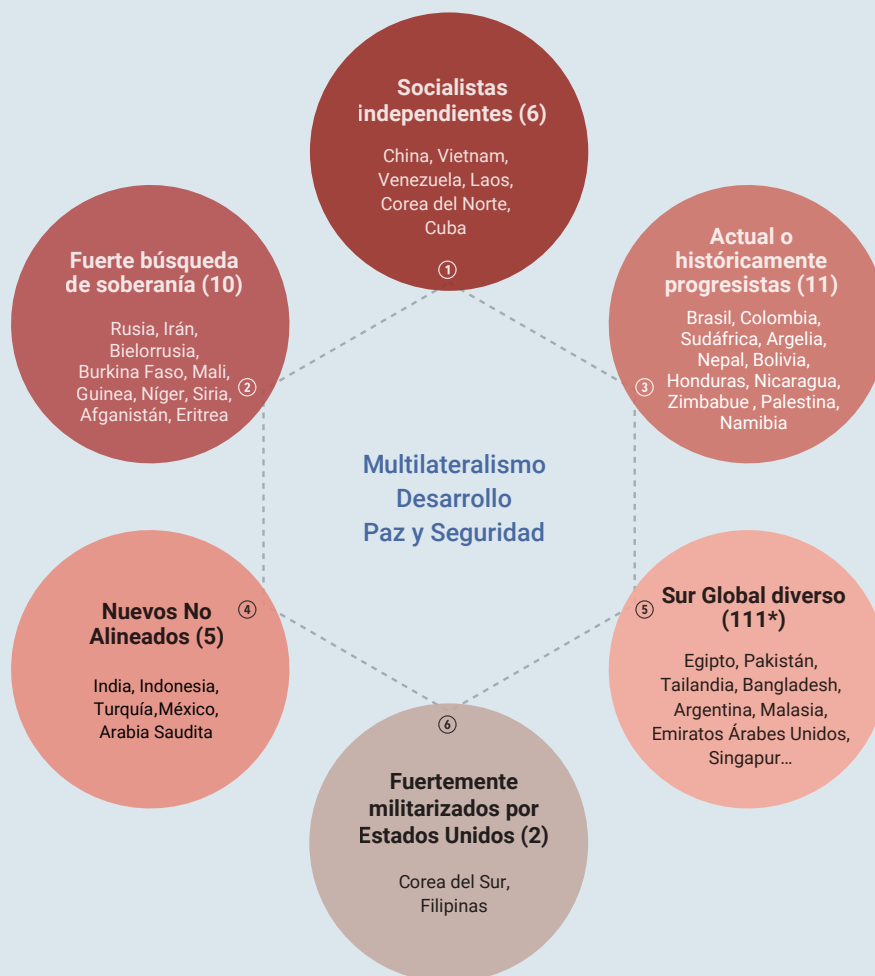 Socialistas
independientes (6)
China, Vietnam,
Venezuela, Laos,
Corea del Norte,
Cuba
①
Fuerte búsqueda
de soberanía (10)
Rusia, Irán,
Bielorrusia,
Burkina Faso, Mali,
Guinea, Níger, Siria,
Afganistán, Eritrea
②
Actual o
históricamente
progresistas (11)
Brasil, Colombia,
Sudáfrica, Argelia,
Nepal, Bolivia,
Honduras, Nicaragua,
Zimbabue , Palestina,
Namibia
③
Multilateralismo
Desarrollo
Paz y Seguridad
Nuevos No
Alineados (5)
India, Indonesia,
Turquía,México,
Arabia Saudita
④
Sur Global diverso
(111*)
Egipto, Pakistán,
Tailandia, Bangladesh,
Argentina, Malasia,
Emiratos Árabes Unidos,
Singapur…
⑤
⑥
Fuertemente
militarizados por
Estados Unidos (2)
Corea del Sur,
Filipinas